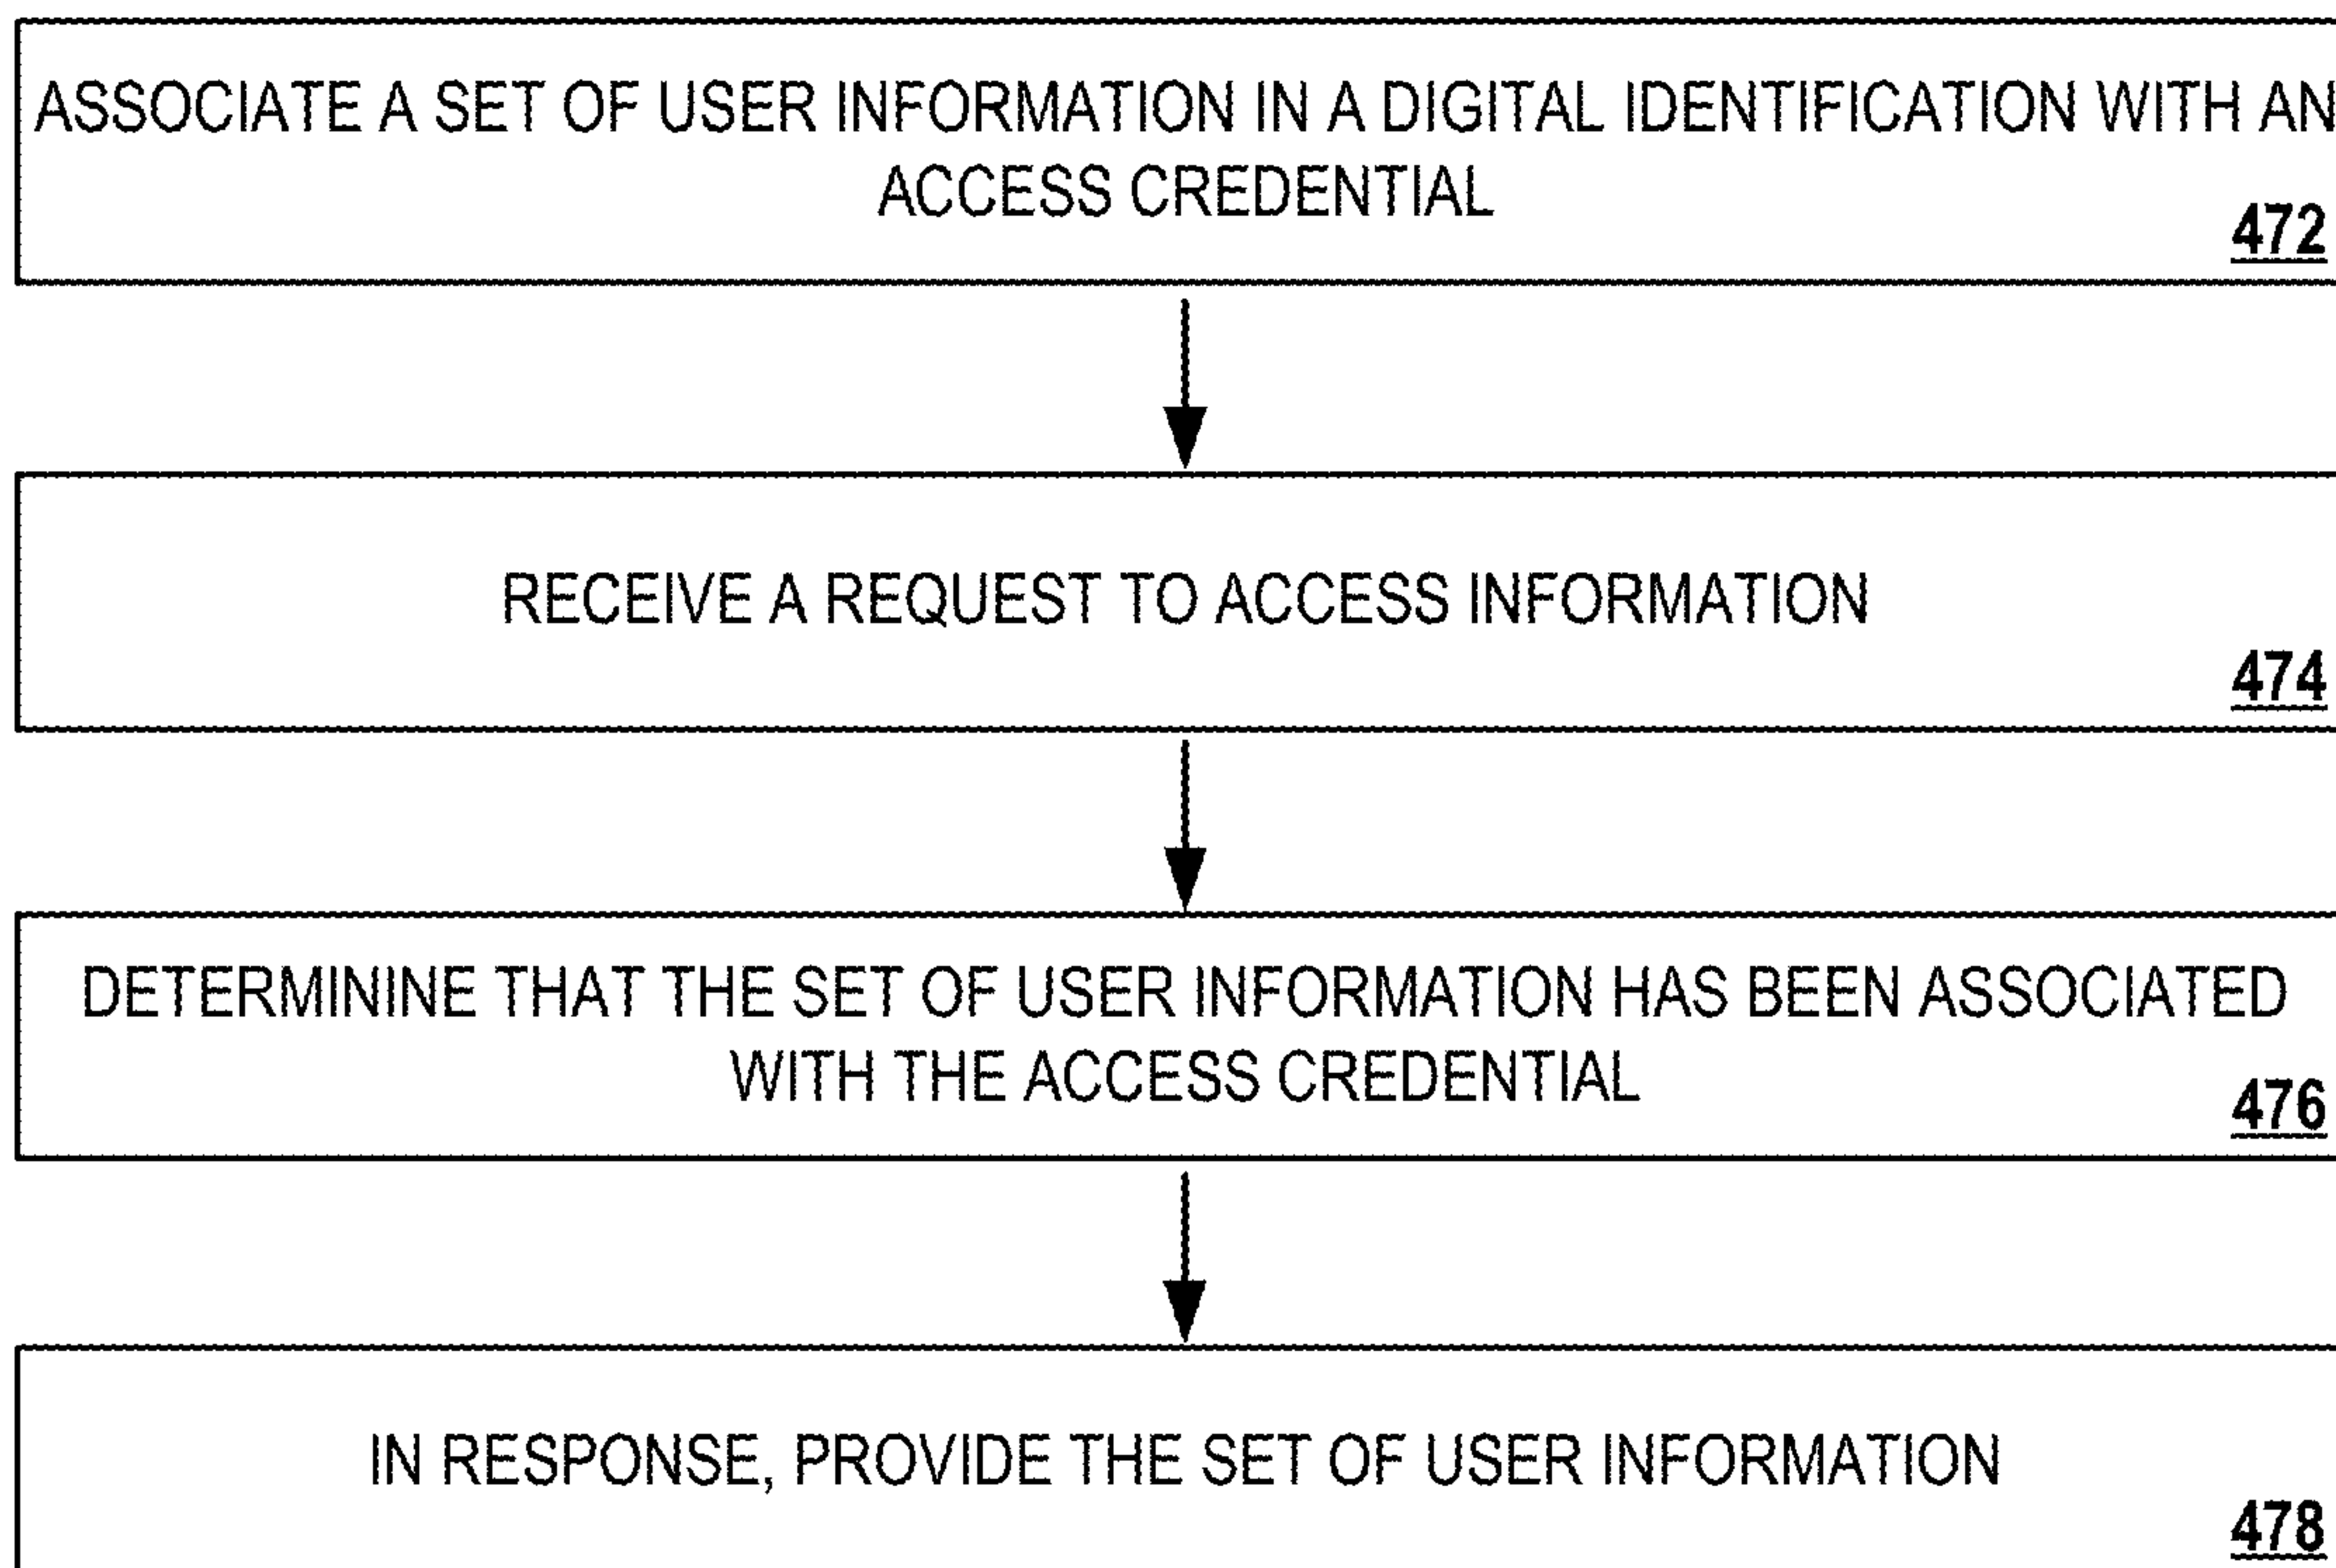 ASSOCIATE A SET OF USER INFORMATION IN A DIGITAL IDENTIFICATION WITH AN
ACCESS CREDENTIAL
472
RECEIVE A REQUEST TO ACCESS INFORMATION
474
DETERMININE THAT THE SET OF USER INFORMATION HAS BEEN ASSOCIATED
WITH THE ACCESS CREDENTIAL
476
IN RESPONSE, PROVIDE THE SET OF USER INFORMATION
478